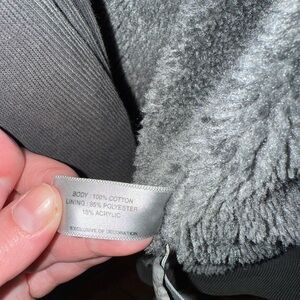 BODY : 100% COTTON
LINING : 85% POLYESTER
15% ACRYLIC
EXCLUSIVE OF DECORATION